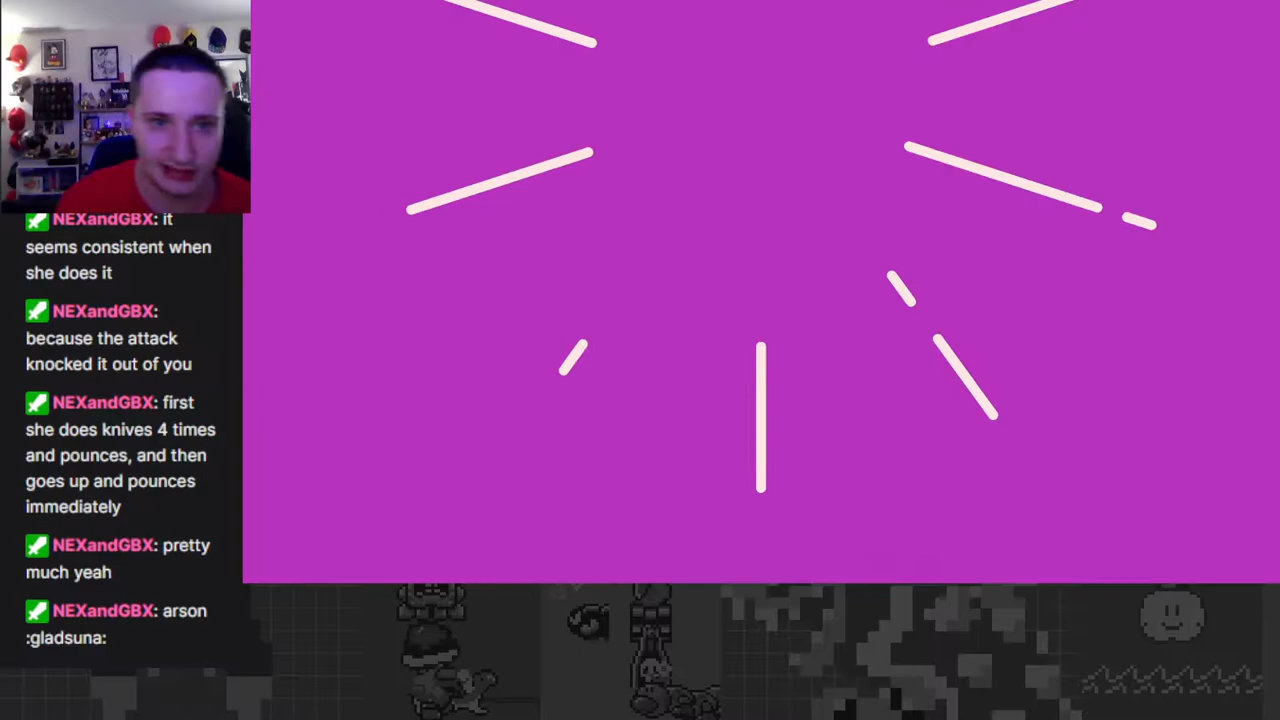 NEXandGBX: it
seems consistent when
she does it
NEXandGBX:
because the attack
knocked it out of you
NEXandGBX: first
she does knives 4 times
and pounces, and then
goes up and pounces
immediately
NEXandGBX: pretty
much yeah
NEXandGBX: arson
:gladsuna: